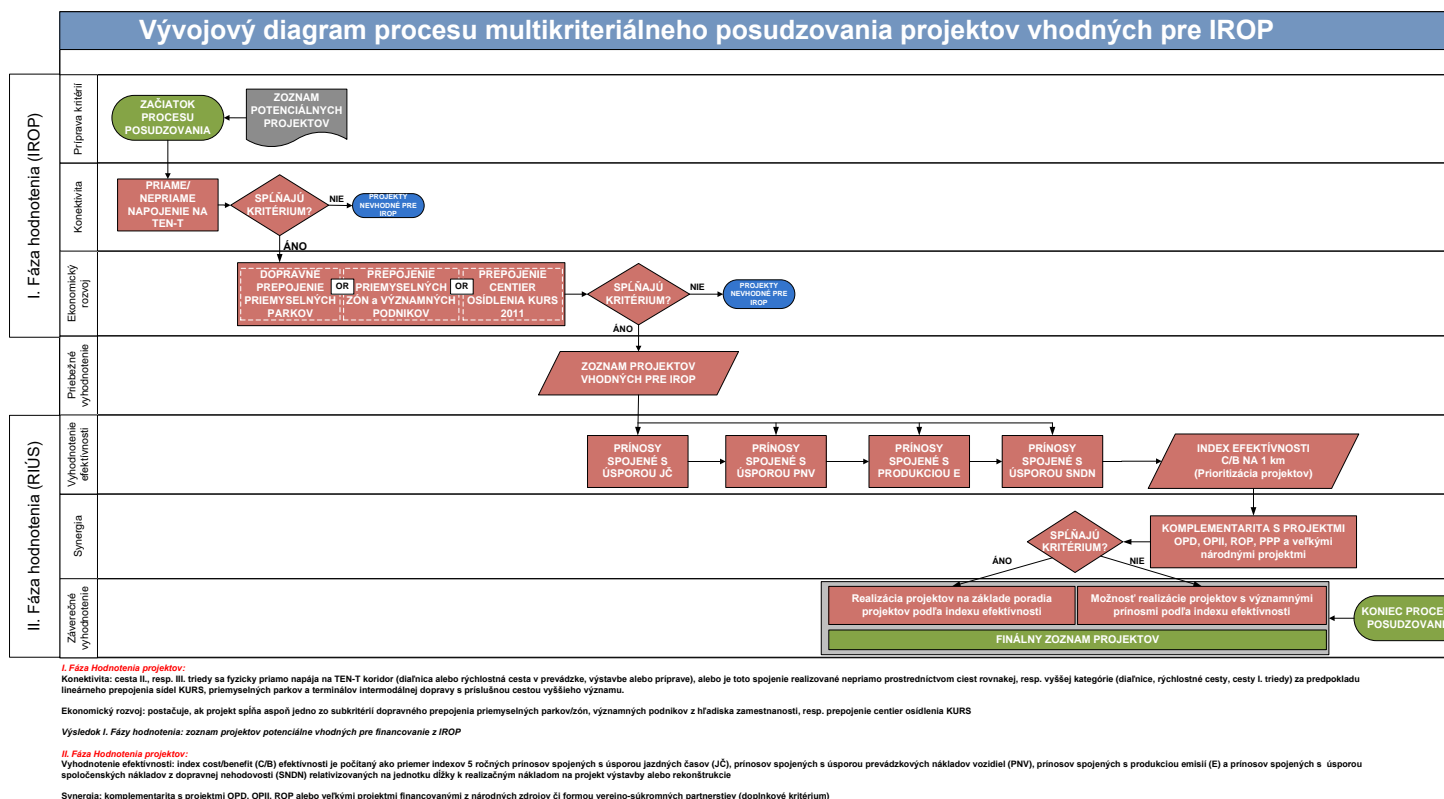 Vývojový diagram procesu multikriteriálneho posudzovania projektov vhodných pre IROP
I. Fáza hodnotenia (IROP)
Príprava kritérií
ZAČIATOK
PROCESU
POSUDZOVANIA
ZOZNAM
POTENCIÁLNYCH
PROJEKTOV
Konektivita
PRIAME/
NEPRIAME
NAPOJENIE NA
TEN-T
SPĹŇAJÚ
KRITÉRIUM?
NIE
PROJEKTY
NEVHODNÉ PRE
IROP
ÁNO
Ekonomický
rozvoj
DOPRAVNÉ
PREPOJENIE
PRIEMYSELNÝCH
PARKOV
OR
PREPOJENIE
PRIEMYSELNÝCH
ZÓN a VÝZNAMNÝCH
PODNIKOV
OR
PREPOJENIE
CENTIER
OSÍDLENIA KURS
2011
SPĹŇAJÚ
KRITÉRIUM?
NIE
PROJEKTY
NEVHODNÉ PRE
IROP
ÁNO
Priebežné
vyhodnotenie
ZOZNAM PROJEKTOV
VHODNÝCH PRE IROP
II. Fáza hodnotenia (RIÚS)
Vyhodnotenie
efektívnosti
PRÍNOSY
SPOJENÉ S
ÚSPOROU JČ
PRÍNOSY
SPOJENÉ S
ÚSPOROU PNV
PRÍNOSY
SPOJENÉ S
PRODUKCIOU E
PRÍNOSY
SPOJENÉ S
ÚSPOROU SNDN
INDEX EFEKTÍVNOSTI
C/B NA 1 km
(Prioritizácia projektov)
Synergia
SPĹŇAJÚ
KRITÉRIUM?
KOMPLEMENTARITA S PROJEKTMI
OPD, OPII, ROP, PPP a veľkými
národnými projektmi
ÁNO
NIE
Záverečné
vyhodnotenie
Realizácia projektov na základe poradia
projektov podľa indexu efektívnosti
Možnosť realizácie projektov s významnými
prínosmi podľa indexu efektívnosti
FINÁLNY ZOZNAM PROJEKTOV
KONIEC PROCE
POSUDZOVANI
I. Fáza Hodnotenia projektov:
Konektivita: cesta II., resp. III. triedy sa fyzicky priamo napája na TEN-T koridor (diaľnica alebo rýchlostná cesta v prevádzke, výstavbe alebo príprave), alebo je toto spojenie realizované nepriamo prostredníctvom ciest rovnakej, resp. vyššej kategórie (diaľnice, rýchlostné cesty, cesty I. triedy) za predpokladu
lineárneho prepojenia sídel KURS, priemyselných parkov a terminálov intermodálnej dopravy s príslušnou cestou vyššieho významu.
Ekonomický rozvoj: postačuje, ak projekt spĺňa aspoň jedno zo subkritérií dopravného prepojenia priemyselných parkov/zón, významných podnikov z hľadiska zamestnanosti, resp. prepojenie centier osídlenia KURS
Výsledok I. Fázy hodnotenia: zoznam projektov potenciálne vhodných pre financovanie z IROP
II. Fáza Hodnotenia projektov:
Vyhodnotenie efektívnosti: index cost/benefit (C/B) efektívnosti je počítaný ako priemer indexov 5 ročných prínosov spojených s úsporou jazdných časov (JČ), prínosov spojených s úsporou prevádzkových nákladov vozidiel (PNV), prínosov spojených s produkciou emisií (E) a prínosov spojených s úsporou
spoločenských nákladov z dopravnej nehodovosti (SNDN) relativizovaných na jednotku dĺžky k realizačným nákladom na projekt výstavby alebo rekonštrukcie
Synergia: komplementarita s projektmi OPD, OPII, ROP alebo veľkými projektmi financovanými z národných zdrojov či formou verejno-súkromných partnerstiev (doplnkové kritérium)